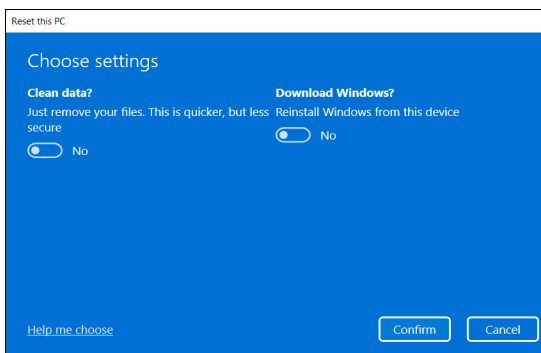 Reset this PC
Choose settings
Clean data?
Just remove your files. This is quicker, but less
secure
No
Download Windows?
Reinstall Windows from this device
No
Help me choose
Confirm
Cancel